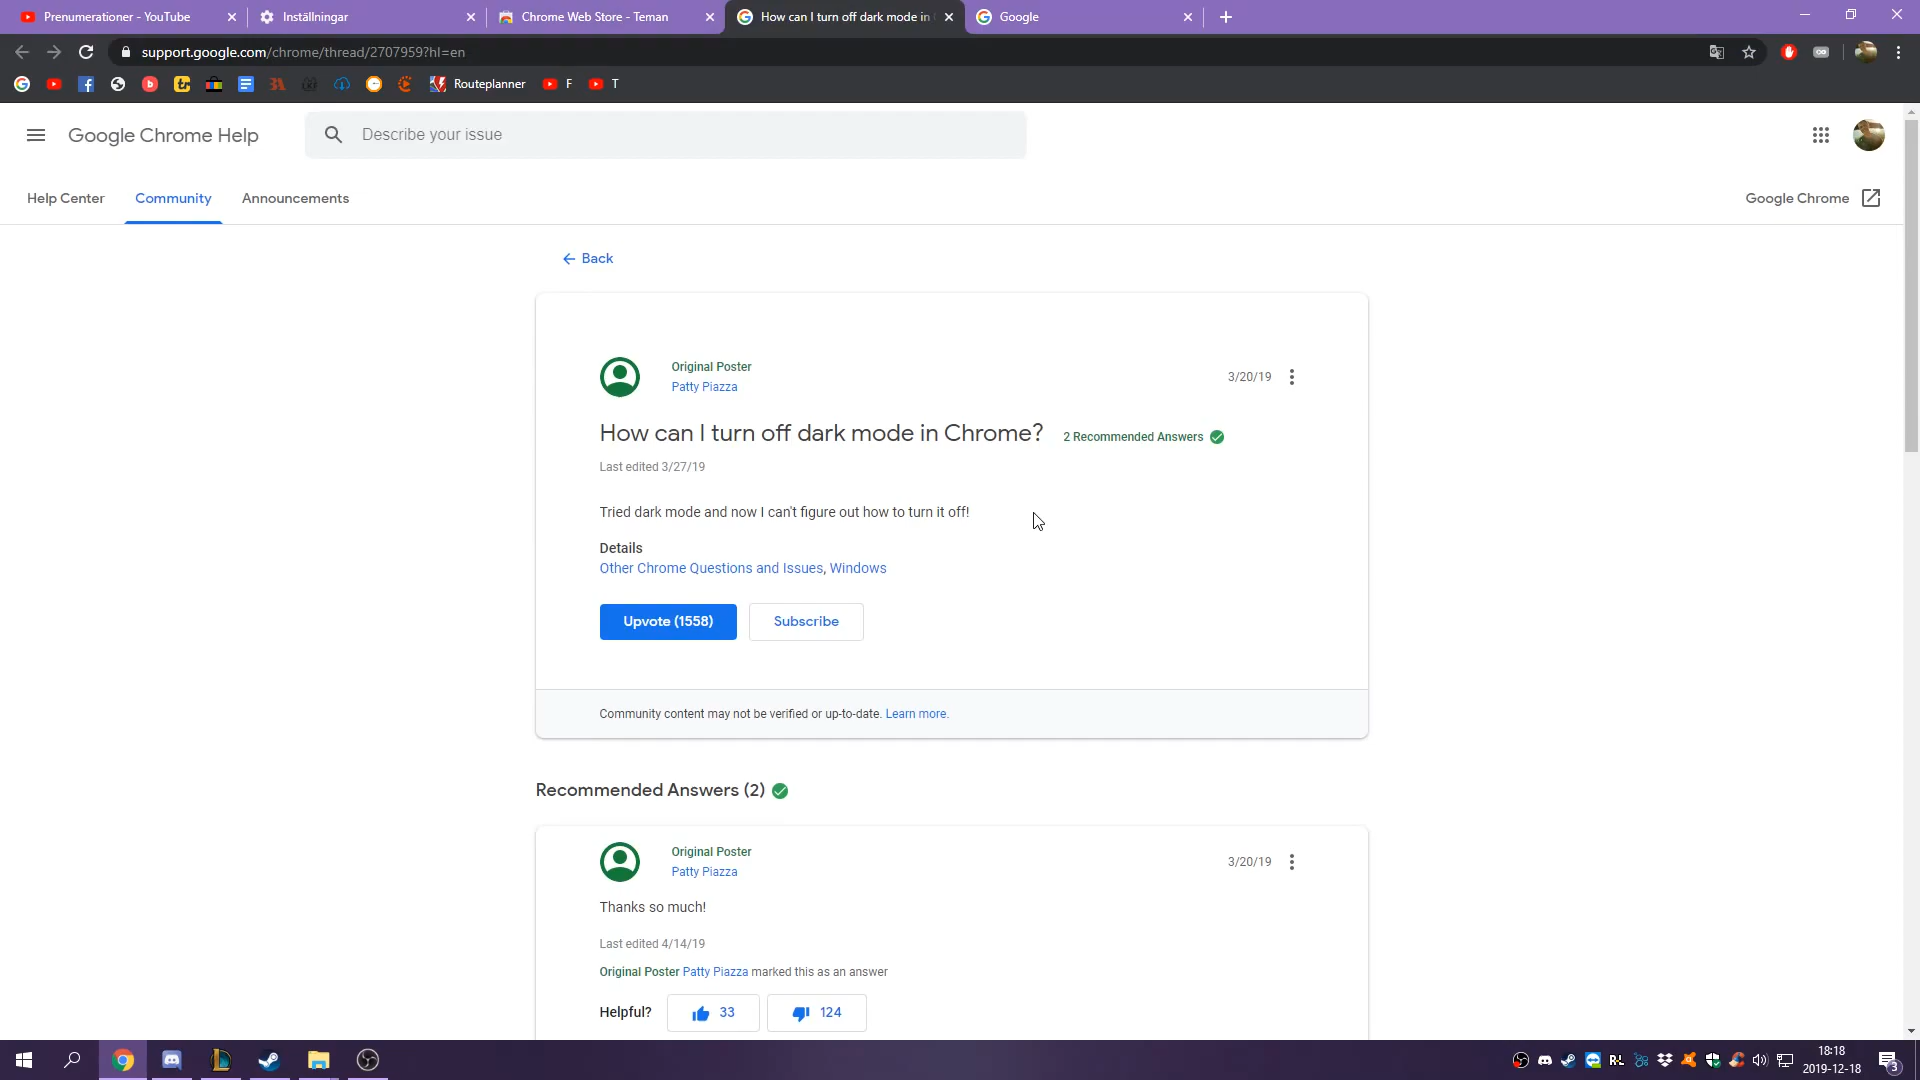 Prenumerationer - YouTube
Inställningar
Chrome Web Store - Teman
How can I turn off dark mode in
Google
support.google.com/chrome/thread/2707959?hl=en
Routeplanner
F
T
Google Chrome Help
Describe your issue
Help Center
Community
Announcements
Google Chrome
Back
Original Poster
Patty Piazza
3/20/19
How can I turn off dark mode in Chrome?
2 Recommended Answers
Last edited 3/27/19
Tried dark mode and now I can't figure out how to turn it off!
Details
Other Chrome Questions and Issues, Windows
Upvote (1558)
Subscribe
Community content may not be verified or up-to-date. Learn more.
Recommended Answers (2)
Original Poster
Patty Piazza
3/20/19
Thanks so much!
Last edited 4/14/19
Original Poster Patty Piazza marked this as an answer
Helpful?
33
124
18:18
2019-12-18
3